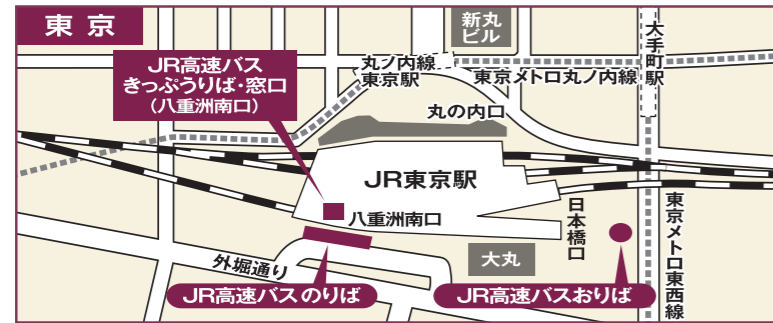 東京
新丸
ビル
大手町駅
JR高速バス
きっぷうりば・窓口
(八重洲南口)
丸ノ内線
東京駅
東京メトロ丸ノ内線
丸の内口
JR東京駅
八重洲南口
日本橋口
東京メトロ東西線
外堀通り
大丸
JR高速バスのりば
JR高速バスおりば